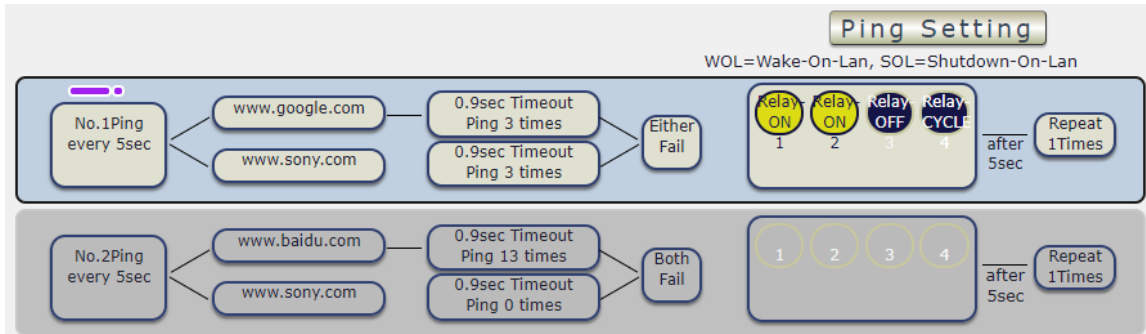 Ping Setting
WOL=Wake-On-Lan, SOL=Shutdown-On-Lan
No.1Ping
every 5sec
www.google.com
www.sony.com
0.9sec Timeout
Ping 3 times
0.9sec Timeout
Ping 3 times
Either
Fail
Relay-
ON
1
Relay-
ON
2
Relay-
OFF
3
Relay-
CYCLE
4
after
5sec
Repeat
1Times
No.2Ping
every 5sec
www.baidu.com
www.sony.com
0.9sec Timeout
Ping 13 times
0.9sec Timeout
Ping 0 times
Both
Fail
1
2
3
4
after
5sec
Repeat
1Times